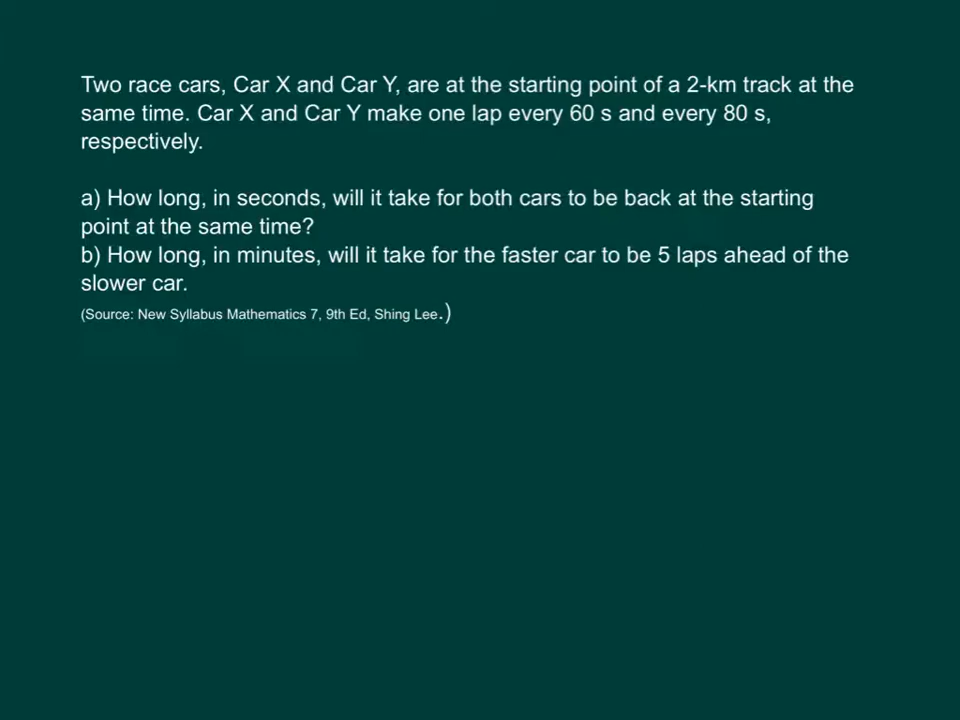 Two race cars, Car X and Car Y, are at the starting point of a 2-km track at the
same time. Car X and Car Y make one lap every 60 s and every 80 s,
respectively.
a) How long, in seconds, will it take for both cars to be back at the starting
point at the same time?
b) How long, in minutes, will it take for the faster car to be 5 laps ahead of the
slower car.
(Source: New Syllabus Mathematics 7, 9th Ed, Shing Lee.)